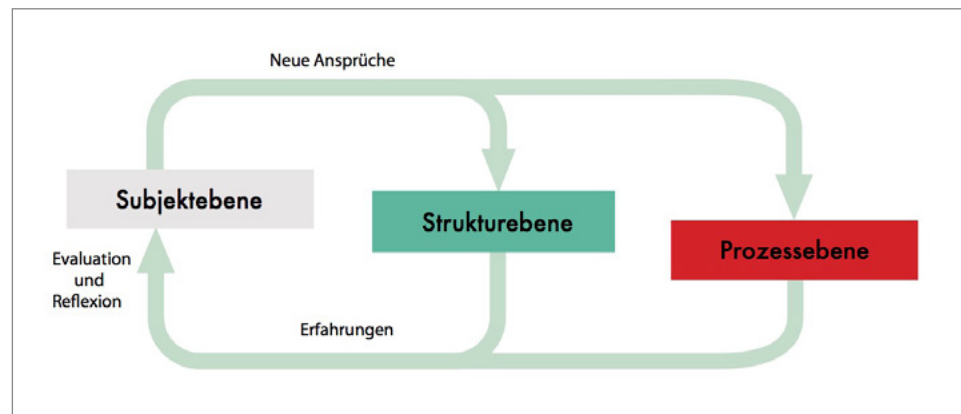 Neue Ansprüche
Subjektebene
Strukturebene
Prozessebene
Evaluation
und
Reflexion
Erfahrungen